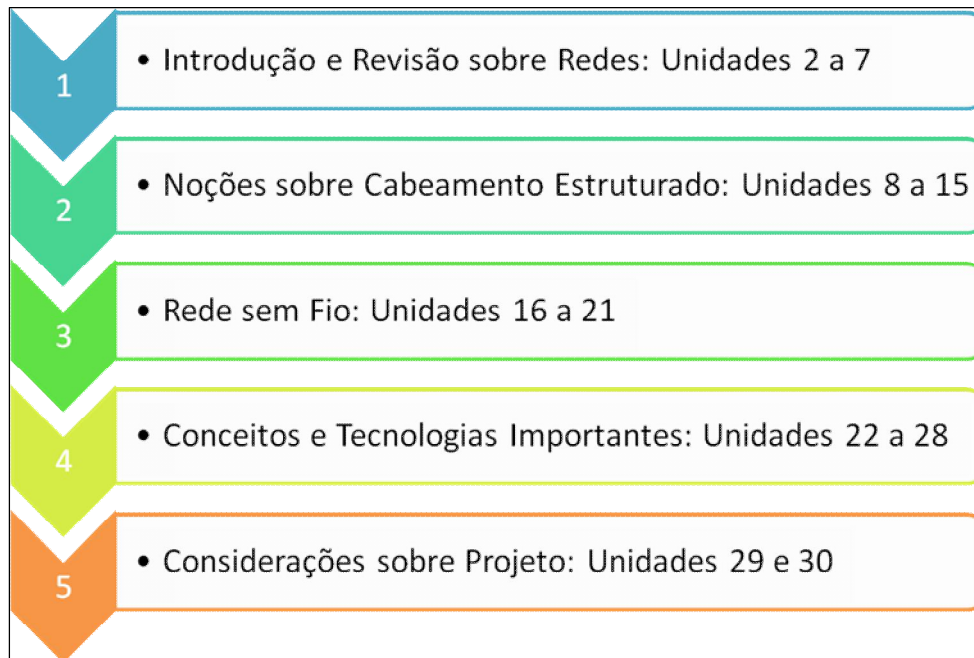 1
• Introdução e Revisão sobre Redes: Unidades 2 a 7
2
• Noções sobre Cabeamento Estruturado: Unidades 8 a 15
3
• Rede sem Fio: Unidades 16 a 21
4
• Conceitos e Tecnologias Importantes: Unidades 22 a 28
5
• Considerações sobre Projeto: Unidades 29 e 30